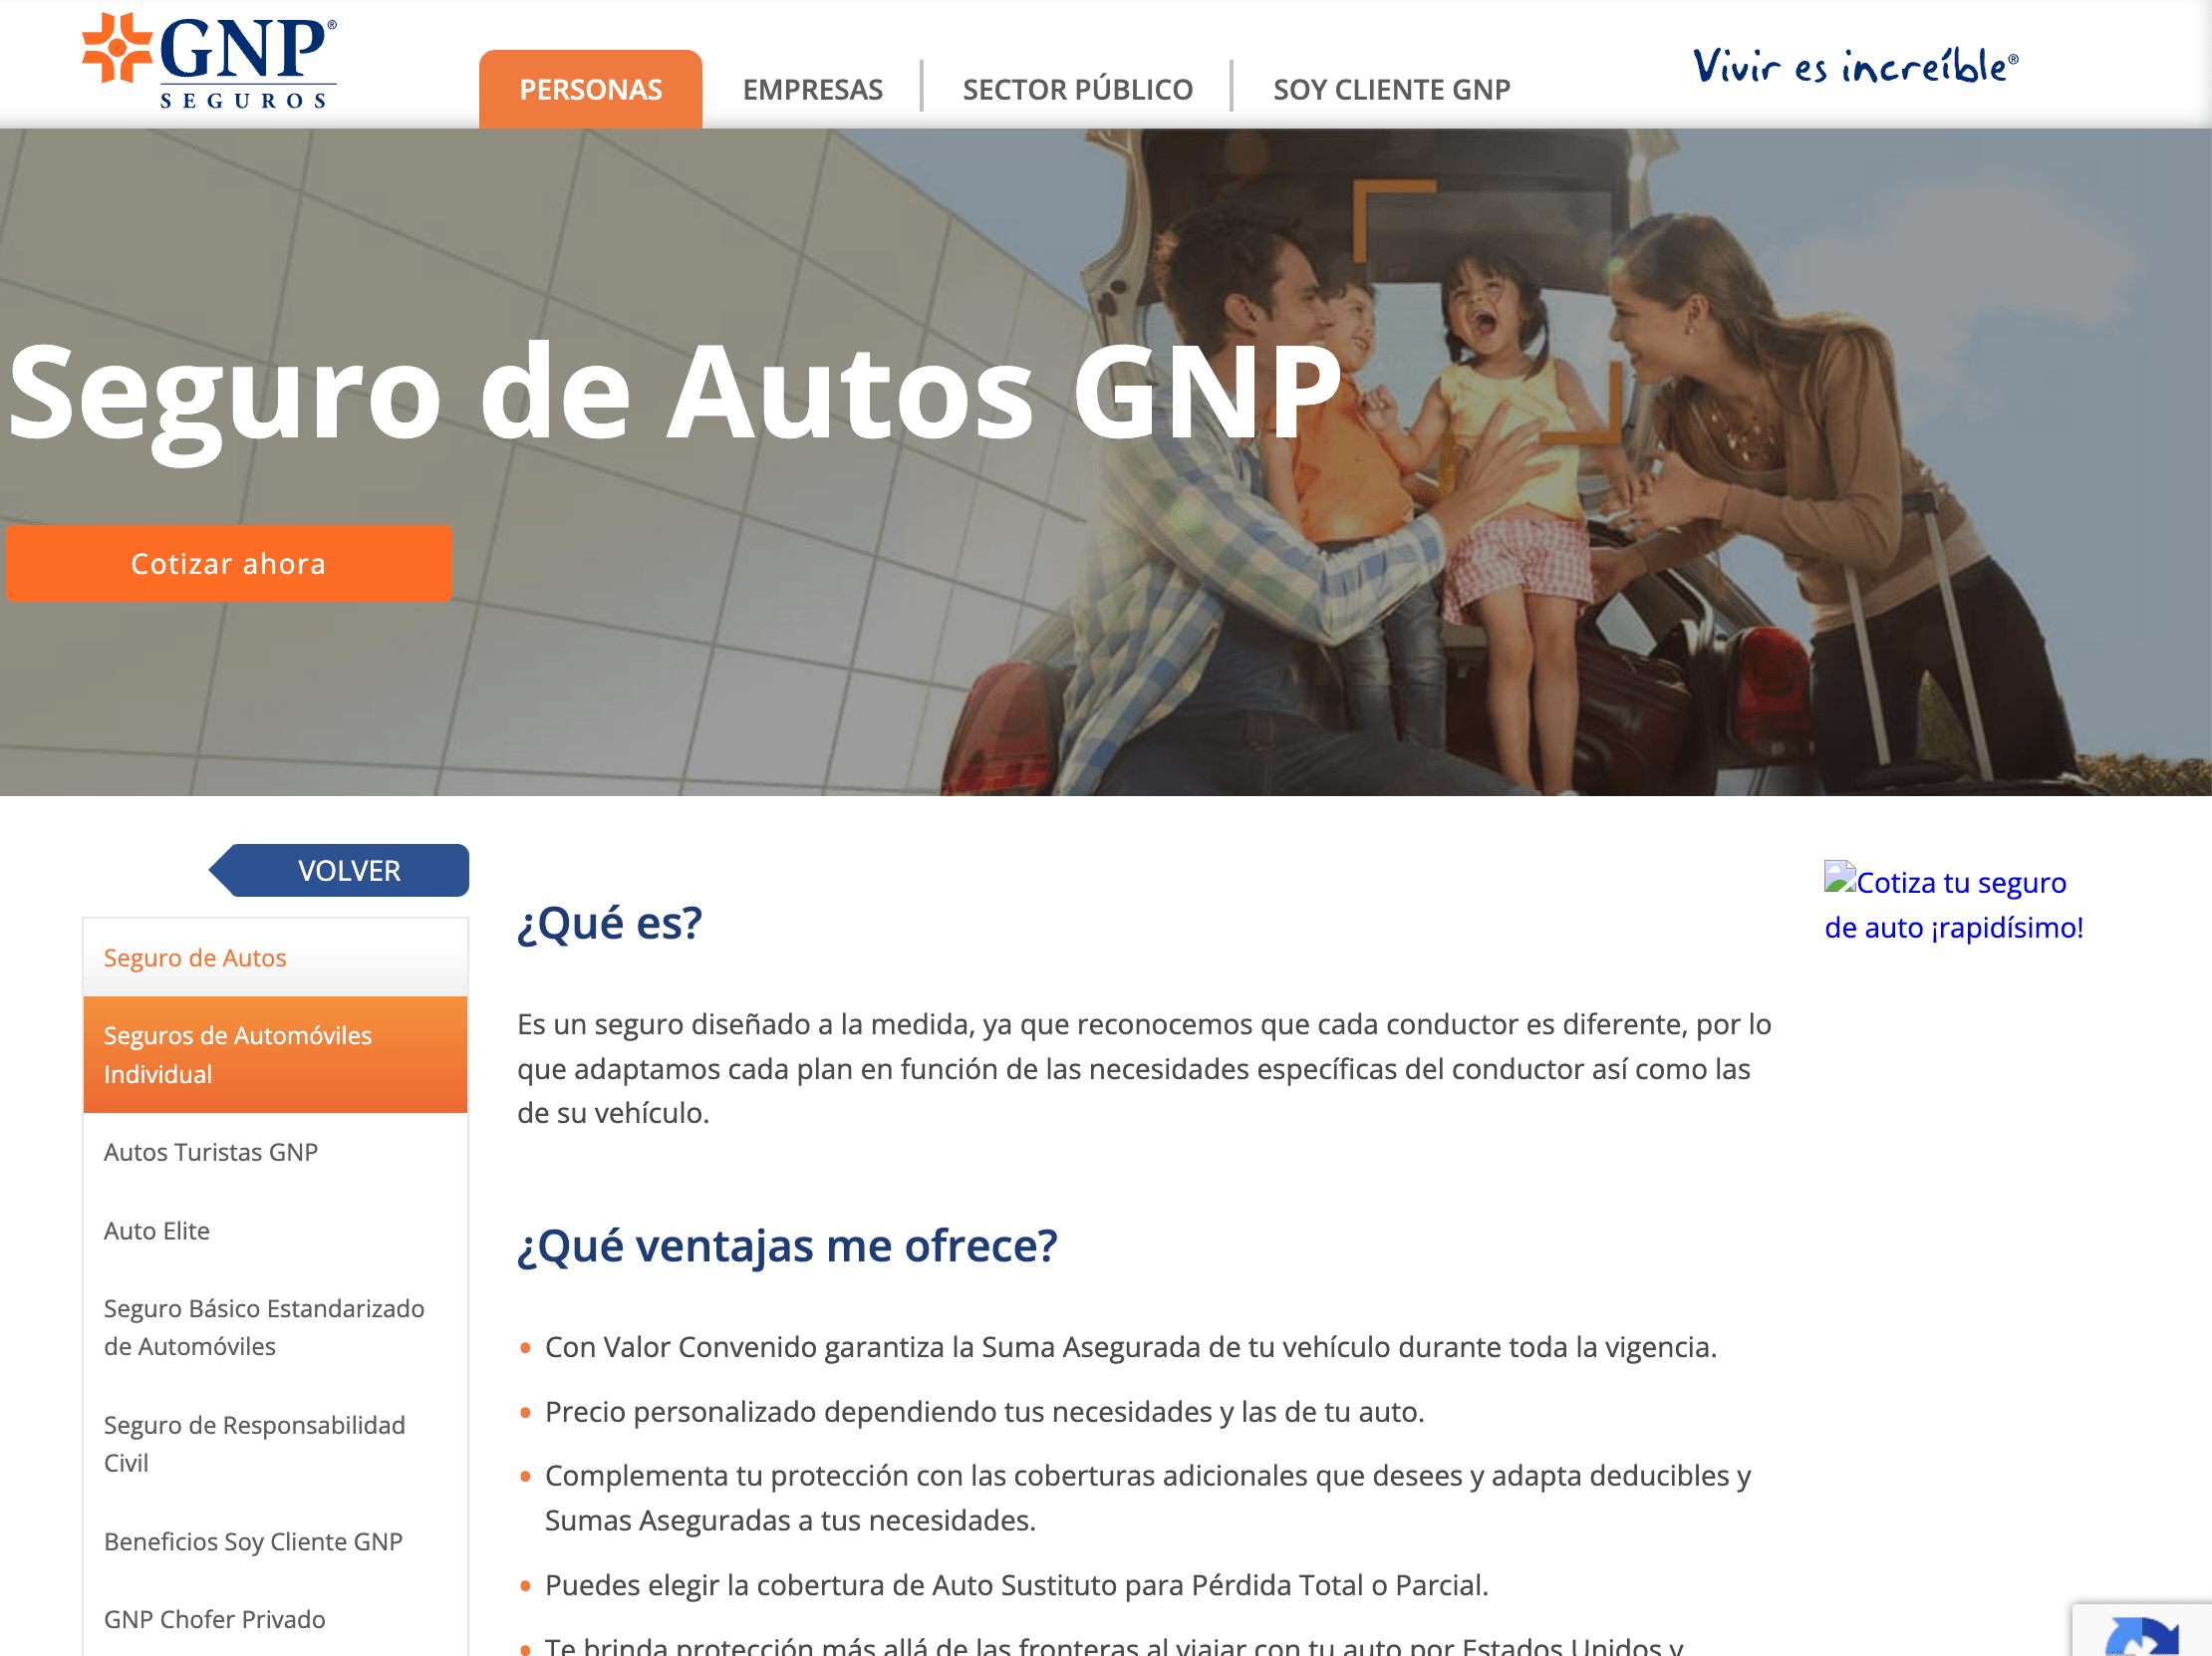 GNP®
SEGUROS
PERSONAS
EMPRESAS
SECTOR PÚBLICO
SOY CLIENTE GNP
Vivir es increíble®
Seguro de Autos GNP
Cotizar ahora
VOLVER
Seguro de Autos
Seguros de Automóviles
Individual
Autos Turistas GNP
Auto Elite
Seguro Básico Estandarizado
de Automóviles
Seguro de Responsabilidad
Civil
Beneficios Soy Cliente GNP
GNP Chofer Privado
¿Qué es?
Es un seguro diseñado a la medida, ya que reconocemos que cada conductor es diferente, por lo
que adaptamos cada plan en función de las necesidades específicas del conductor así como las
de su vehículo.
¿Qué ventajas me ofrece?
• Con Valor Convenido garantiza la Suma Asegurada de tu vehículo durante toda la vigencia.
• Precio personalizado dependiendo tus necesidades y las de tu auto.
• Complementa tu protección con las coberturas adicionales que desees y adapta deducibles y
Sumas Aseguradas a tus necesidades.
• Puedes elegir la cobertura de Auto Sustituto para Pérdida Total o Parcial.
• Te brinda protección más allá de las fronteras al viajar con tu auto por Estados Unidos y
Cotiza tu seguro
de auto ¡rapidísimo!